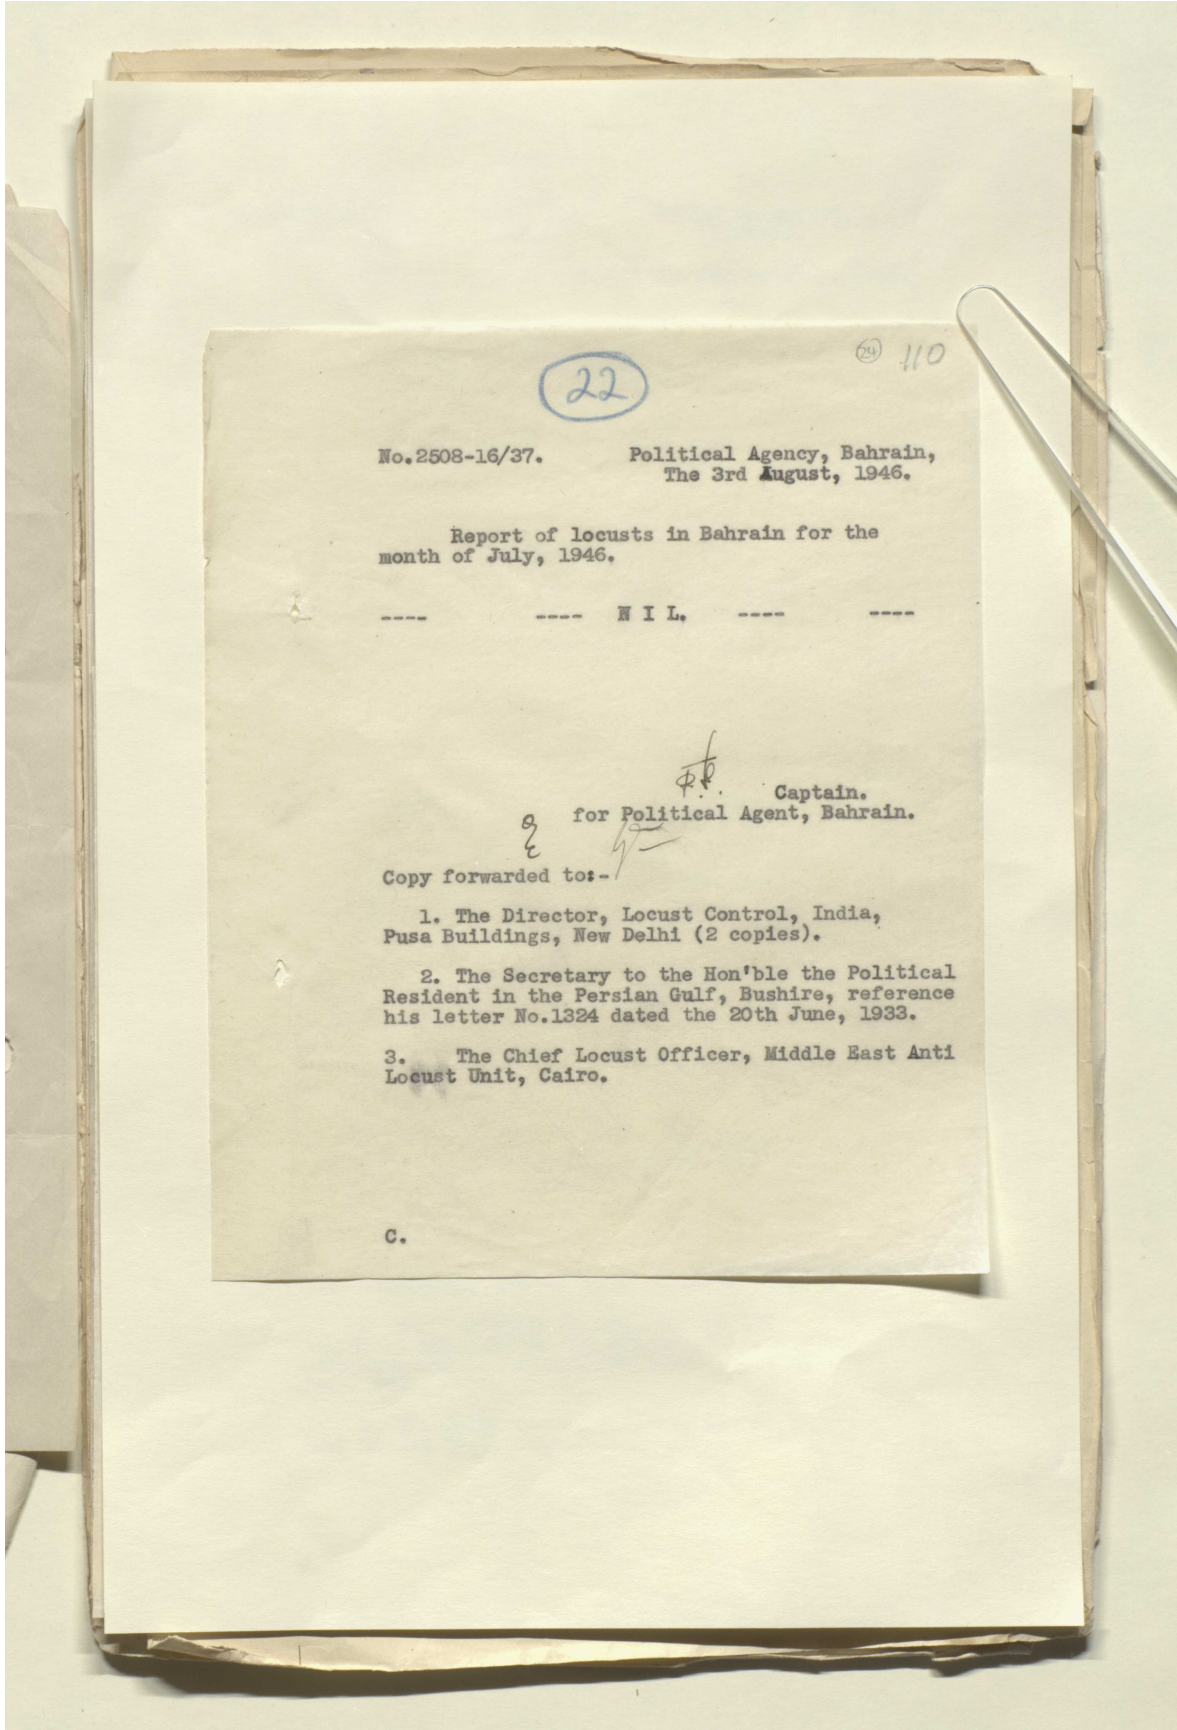 22
24 110
No.2508-16/37. Political Agency, Bahrain,
The 3rd August, 1946.
Report of locusts in Bahrain for the
month of July, 1946.
---- ---- N I L. ---- ----
Captain.
for Political Agent, Bahrain.
Copy forwarded to:-
1. The Director, Locust Control, India,
Pusa Buildings, New Delhi (2 copies).
2. The Secretary to the Hon'ble the Political
Resident in the Persian Gulf, Bushire, reference
his letter No.1324 dated the 20th June, 1933.
3. The Chief Locust Officer, Middle East Anti
Locust Unit, Cairo.
C.